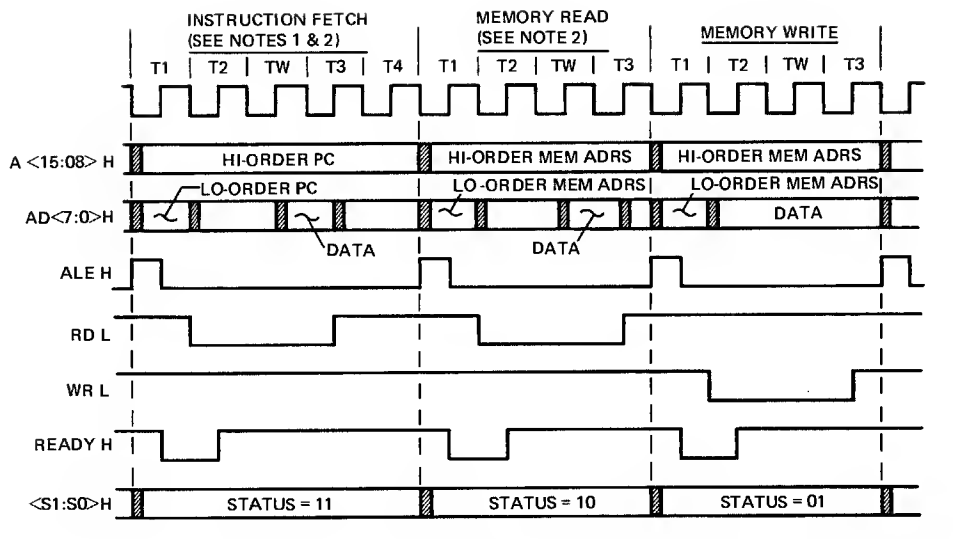 INSTRUCTION FETCH
(SEE NOTES 1 & 2)
MEMORY READ
(SEE NOTE 2)
MEMORY WRITE
T1 | T2 | TW | T3 | T4 | T1 | T2 | TW | T3 | T1 | T2 | TW | T3 |
A <15:08> H
HI-ORDER PC
HI-ORDER MEM ADRS
HI-ORDER MEM ADRS
LO-ORDER PC
LO-ORDER MEM ADRS
LO-ORDER MEM ADRS
AD<7:0>H
DATA
DATA
DATA
ALE H
RD L
WR L
READY H
<S1:S0>H
STATUS = 11
STATUS = 10
STATUS = 01